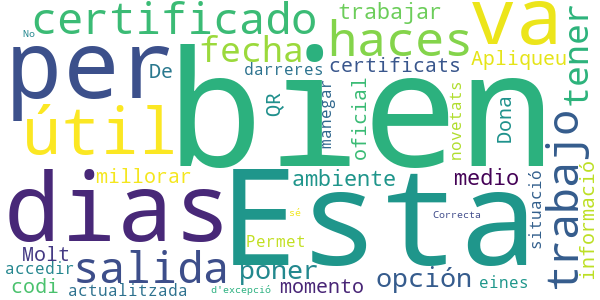 No
certificado
trabajar
va
per
bien
haces
fecha
Apliqueu
tener
De
darreres
certificats
útil
QR
manegar
oficial
novetats
Dona
trabajo
dias
Esta
millorar
ambiente
medio
situació
informació
Molt
salida
poner
Permet
sé
Correcta
opción
eines
accedir
codi
actualitzada
d'excepció
momento